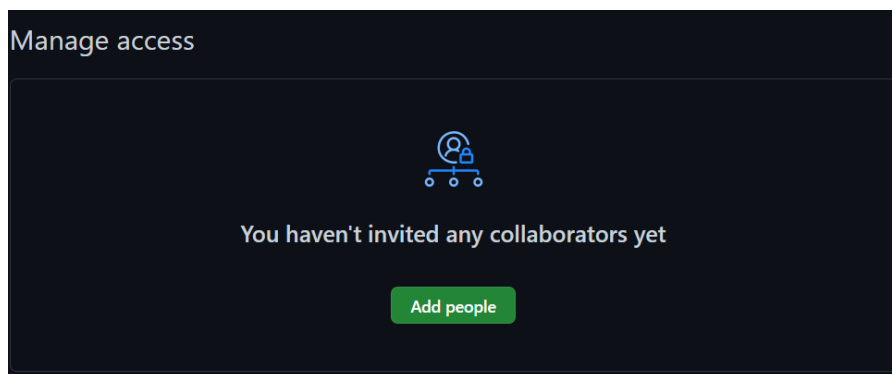 Manage access
You haven't invited any collaborators yet
Add people